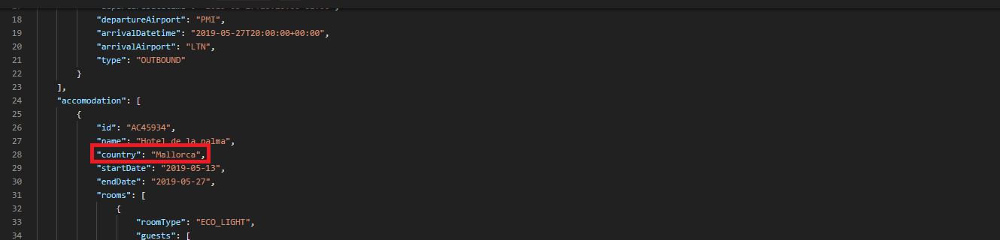 18 "departureAirport": "PMI",
19 "arrivalDatetime": "2019-05-27T20:00:00+00:00",
20 "arrivalAirport": "LTN",
21 "type": "OUTBOUND"
22 }
23 ],
24 "accomodation": [
25 {
26 "id": "AC45934",
27 "name": "Hotel de la palma",
28 "country": "Mallorca",
29 "startDate": "2019-05-13",
30 "endDate": "2019-05-27",
31 "rooms": [
32 {
33 "roomType": "ECO_LIGHT",
34 "guests": [